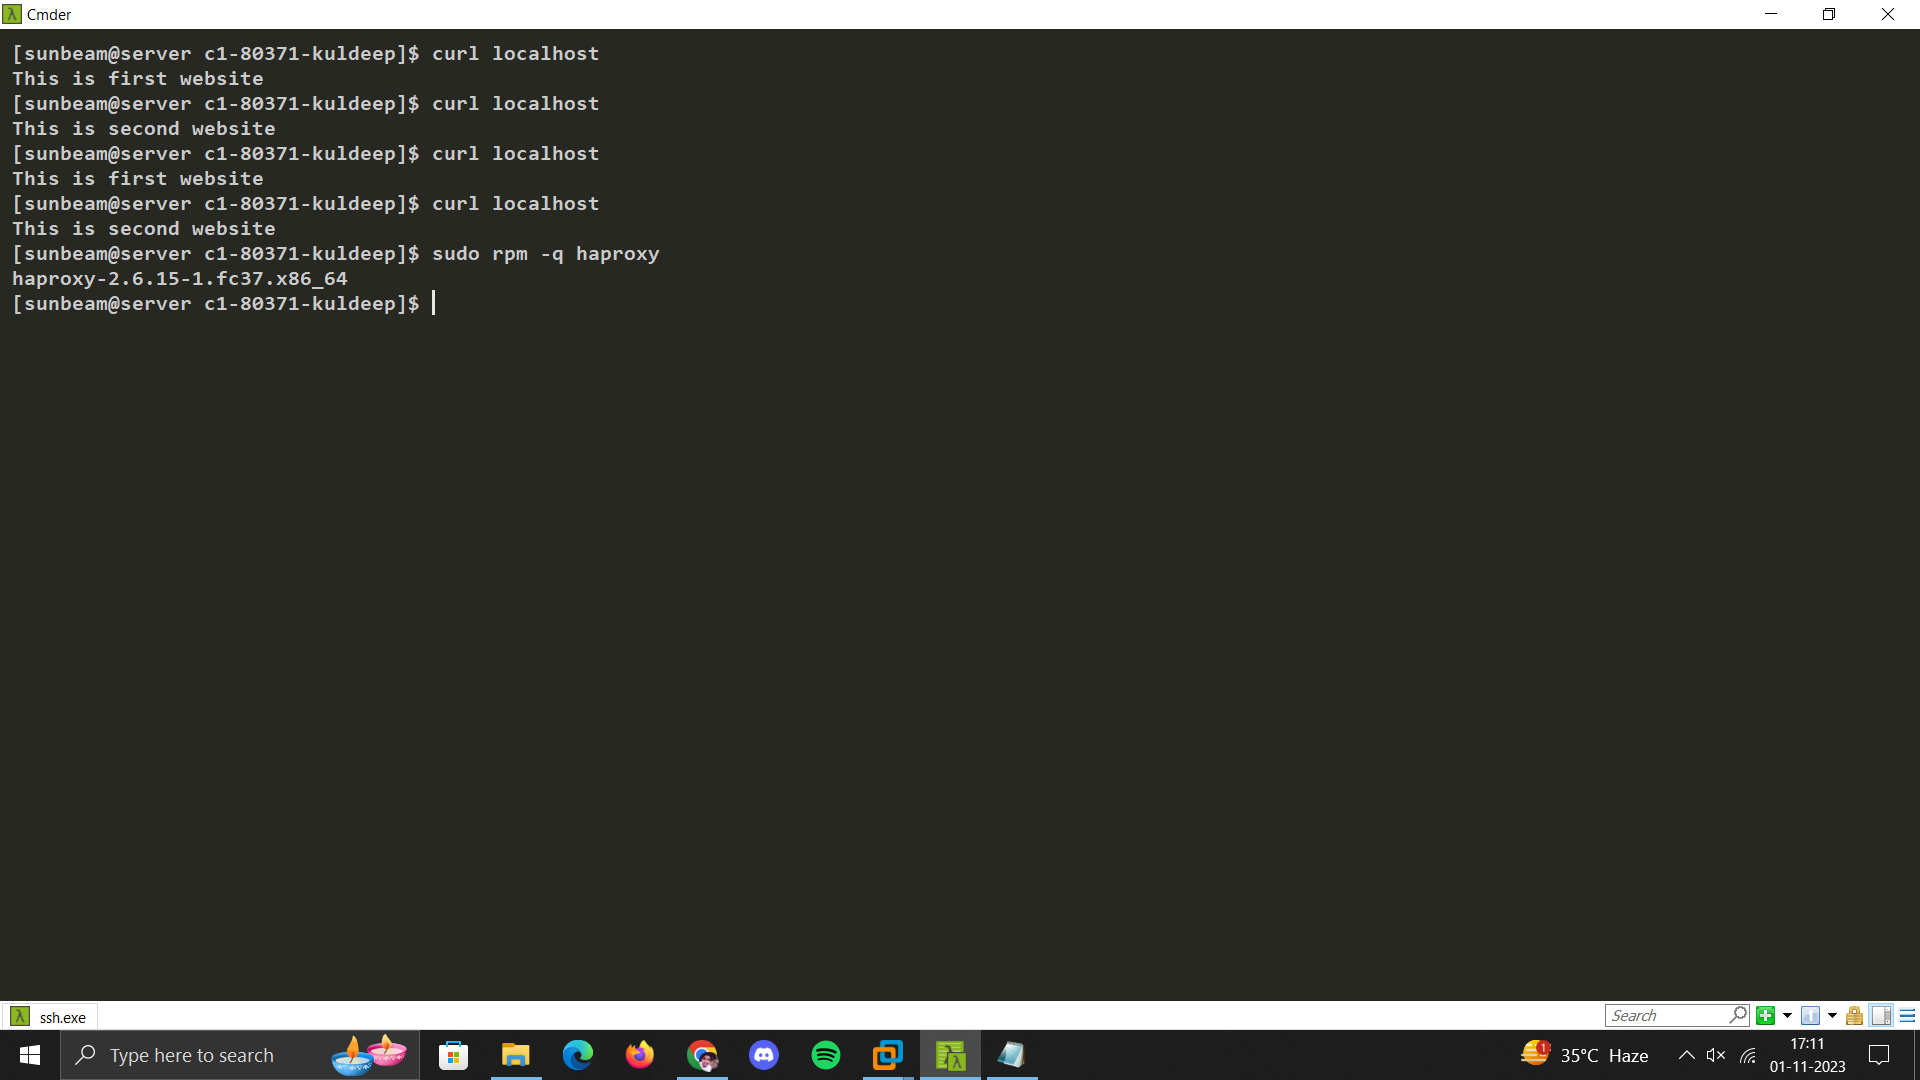 Cmder
[sunbeam@server c1-80371-kuldeep]$ curl localhost
This is first website
[sunbeam@server c1-80371-kuldeep]$ curl localhost
This is second website
[sunbeam@server c1-80371-kuldeep]$ curl localhost
This is first website
[sunbeam@server c1-80371-kuldeep]$ curl localhost
This is second website
[sunbeam@server c1-80371-kuldeep]$ sudo rpm -q haproxy
haproxy-2.6.15-1.fc37.x86_64
[sunbeam@server c1-80371-kuldeep]$
ssh.exe
Search
Type here to search
1
35°C Haze
17:11
01-11-2023